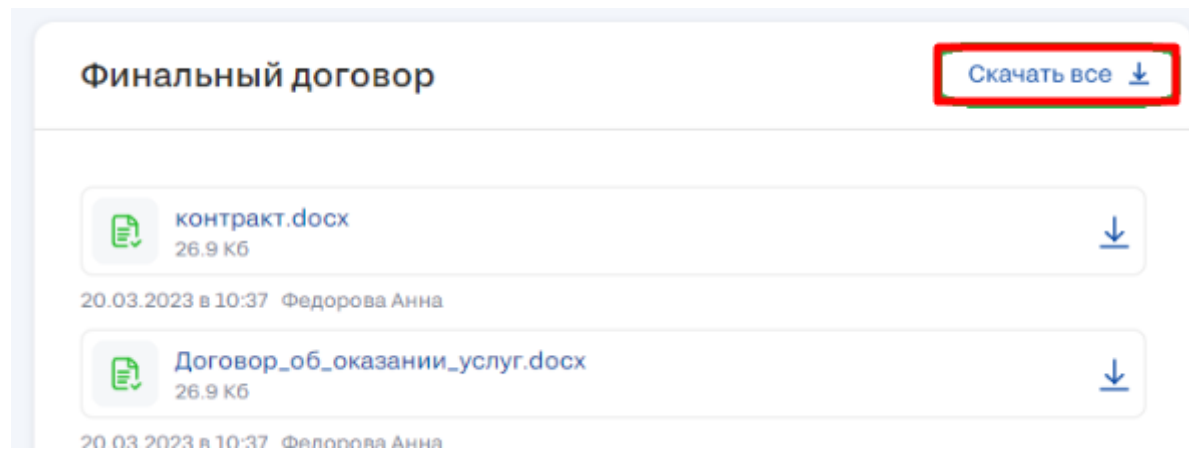 Финальный договор
Скачать все
контракт.docx
26.9 Кб
20.03.2023 в 10:37 Федорова Анна
Договор_об_оказании_услуг.docx
26.9 Кб
20.03.2023 в 10:37 Федорова Анна